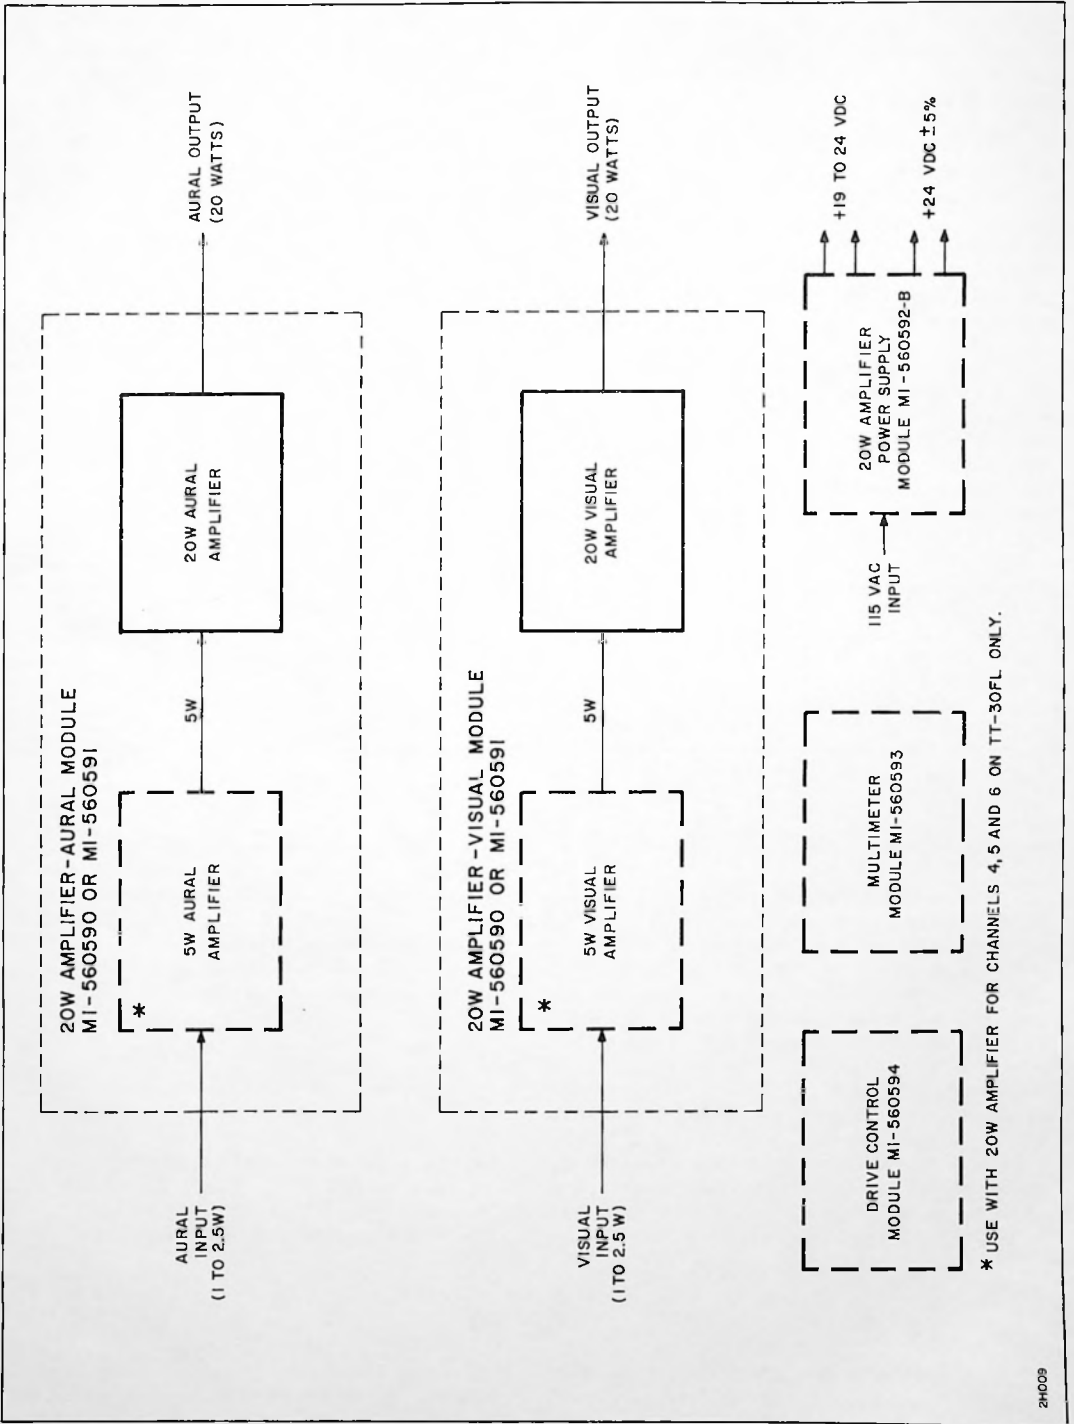 20W AMPLIFIER-AURAL MODULE
MI-560590 OR MI-560591
AURAL
INPUT
(1 TO 2.5W)
*
5W AURAL
AMPLIFIER
5W
20W AURAL
AMPLIFIER
AURAL OUTPUT
(20 WATTS)
20W AMPLIFIER-VISUAL MODULE
MI-560590 OR MI-560591
VISUAL
INPUT
(1 TO 2.5W)
*
5W VISUAL
AMPLIFIER
5W
20W VISUAL
AMPLIFIER
VISUAL OUTPUT
(20 WATTS)
DRIVE CONTROL
MODULE MI-560594
MULTIMETER
MODULE MI-560593
115 VAC
INPUT
20W AMPLIFIER
POWER SUPPLY
MODULE MI-560592-B
+19 TO 24 VDC
+24 VDC ±5%
* USE WITH 20W AMPLIFIER FOR CHANNELS 4, 5 AND 6 ON TT-30FL ONLY.
2H009